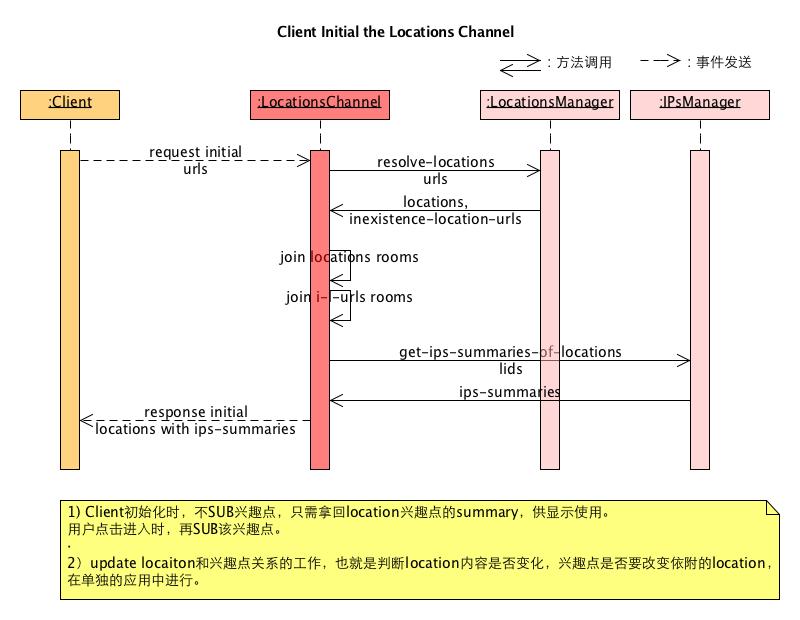 Client Initial the Locations Channel
: 方法调用
: 事件发送
:Client
:LocationsChannel
:LocationsManager
:IPsManager
request initial
urls
resolve-locations
urls
locations,
inexistence-location-urls
join locations rooms
join i-l-urls rooms
get-ips-summaries-of-locations
lids
ips-summaries
response initial
locations with ips-summaries
1) Client初始化时，不SUB兴趣点，只需拿回location兴趣点的summary，供显示使用。
用户点击进入时，再SUB该兴趣点。
.
2）update locaiton和兴趣点关系的工作，也就是判断location内容是否变化，兴趣点是否要改变依附的location，
在单独的应用中进行。